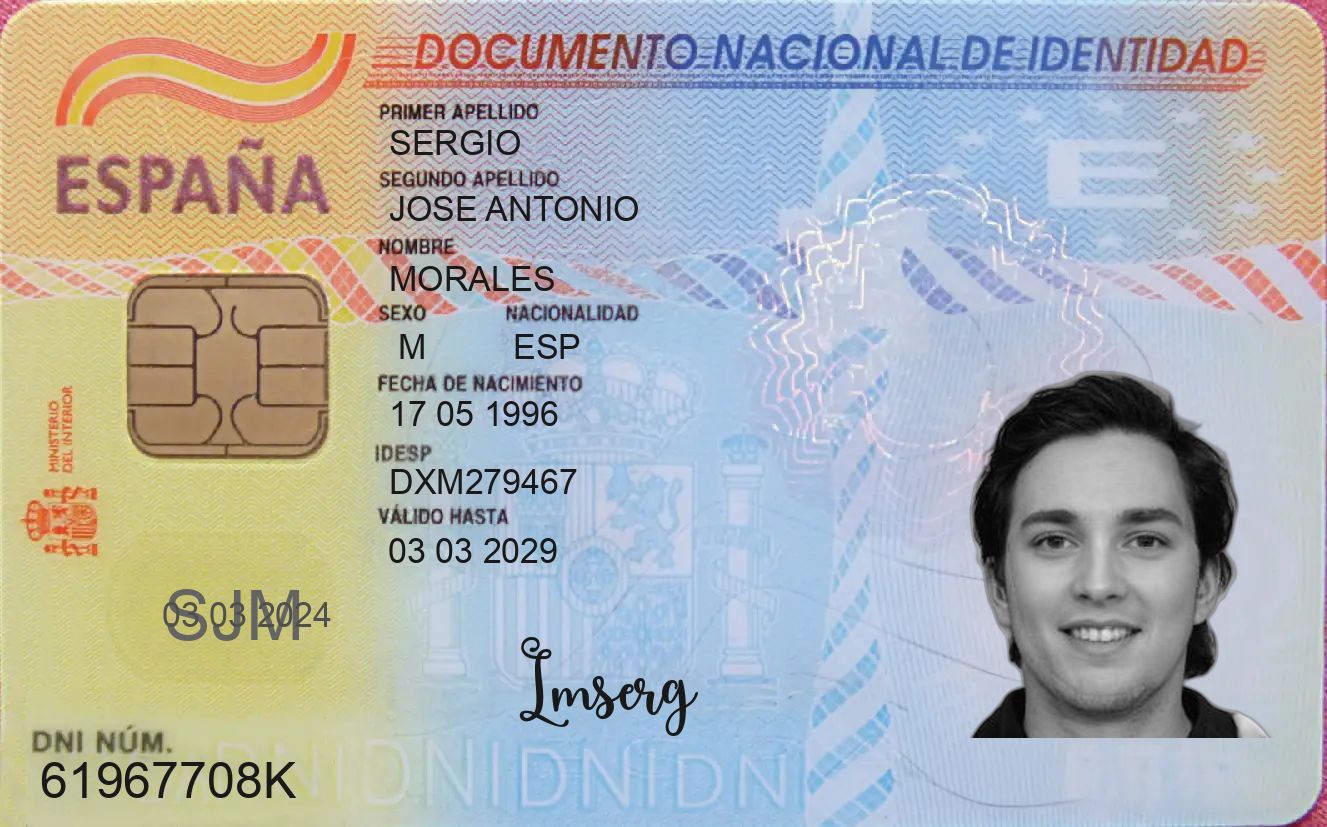 DOCUMENTO NACIONAL DE IDENTIDAD
ESPAÑA
PRIMER APELLIDO
SERGIO
SEGUNDO APELLIDO
JOSE ANTONIO
NOMBRE
MORALES
SEXO NACIONALIDAD
M ESP
FECHA DE NACIMIENTO
17 05 1996
IDESP
DXM279467
VÁLIDO HASTA
03 03 2029
MINISTERIO
DEL INTERIOR
E
SJM
03 03 2024
Lmserg
DNI NÚM.
61967708K
DNIDNIDNIDN